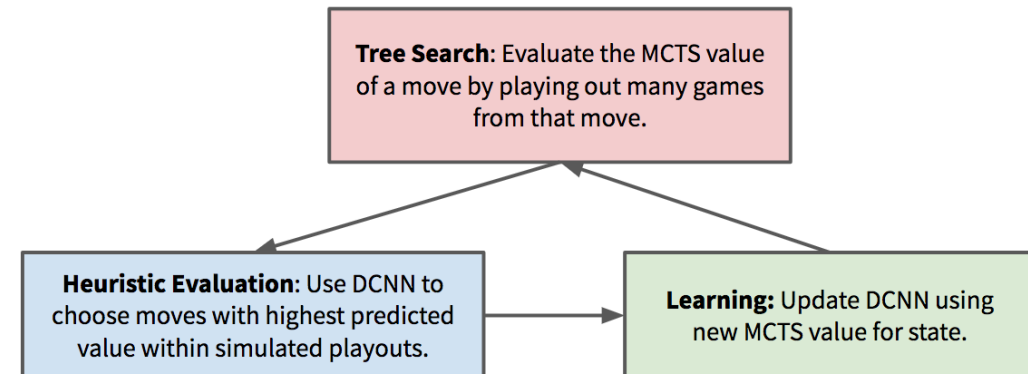 Tree Search: Evaluate the MCTS value
of a move by playing out many games
from that move.
Heuristic Evaluation: Use DCNN to
choose moves with highest predicted
value within simulated playouts.
Learning: Update DCNN using
new MCTS value for state.